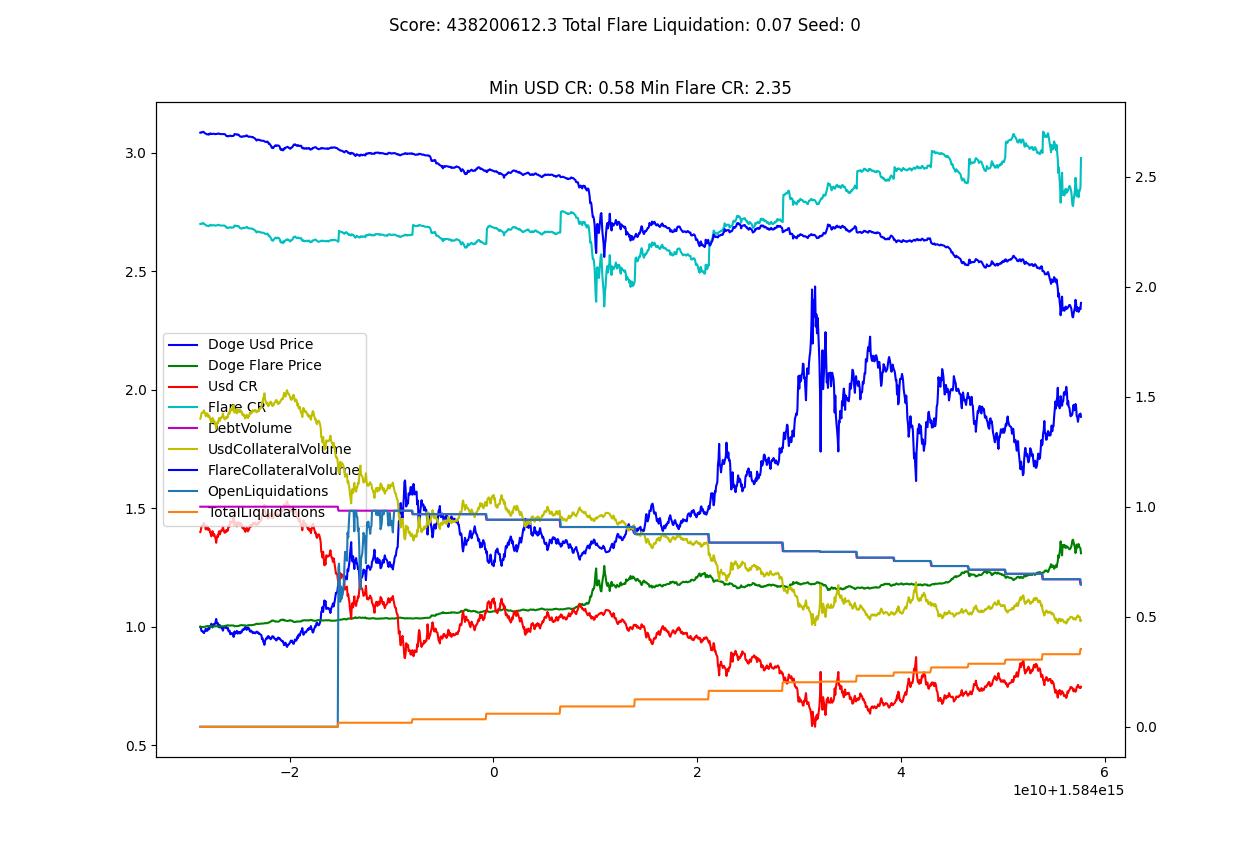 Score: 438200612.3 Total Flare Liquidation: 0.07 Seed: 0
Min USD CR: 0.58 Min Flare CR: 2.35
3.0
2.5
2.0
1.5
1.0
0.5
2.5
2.0
1.5
1.0
0.5
0.0
Doge Usd Price
Doge Flare Price
Usd CR
Flare CR
DebtVolume
UsdCollateralVolume
FlareCollateralVolume
OpenLiquidations
TotalLiquidations
−2 0 2 4 6
1e10+1.584e15